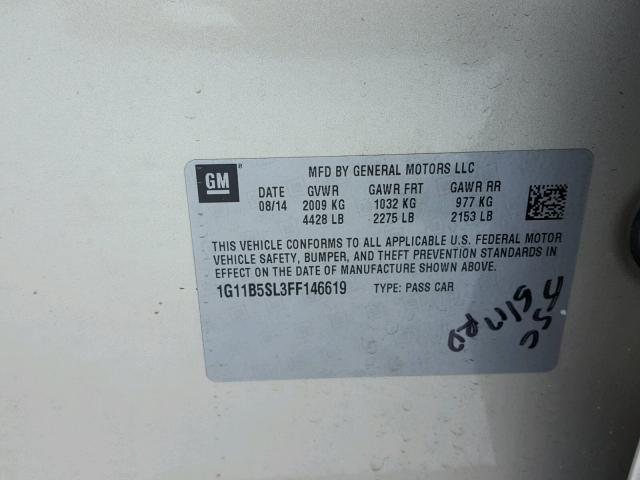 GM
MFD BY GENERAL MOTORS LLC
DATE GVWR GAWR FRT GAWR RR
08/14 2009 KG 1032 KG 977 KG
4428 LB 2275 LB 2153 LB
THIS VEHICLE CONFORMS TO ALL APPLICABLE U.S. FEDERAL MOTOR
VEHICLE SAFETY, BUMPER, AND THEFT PREVENTION STANDARDS IN
EFFECT ON THE DATE OF MANUFACTURE SHOWN ABOVE.
1G11B5SL3FF146619 TYPE: PASS CAR